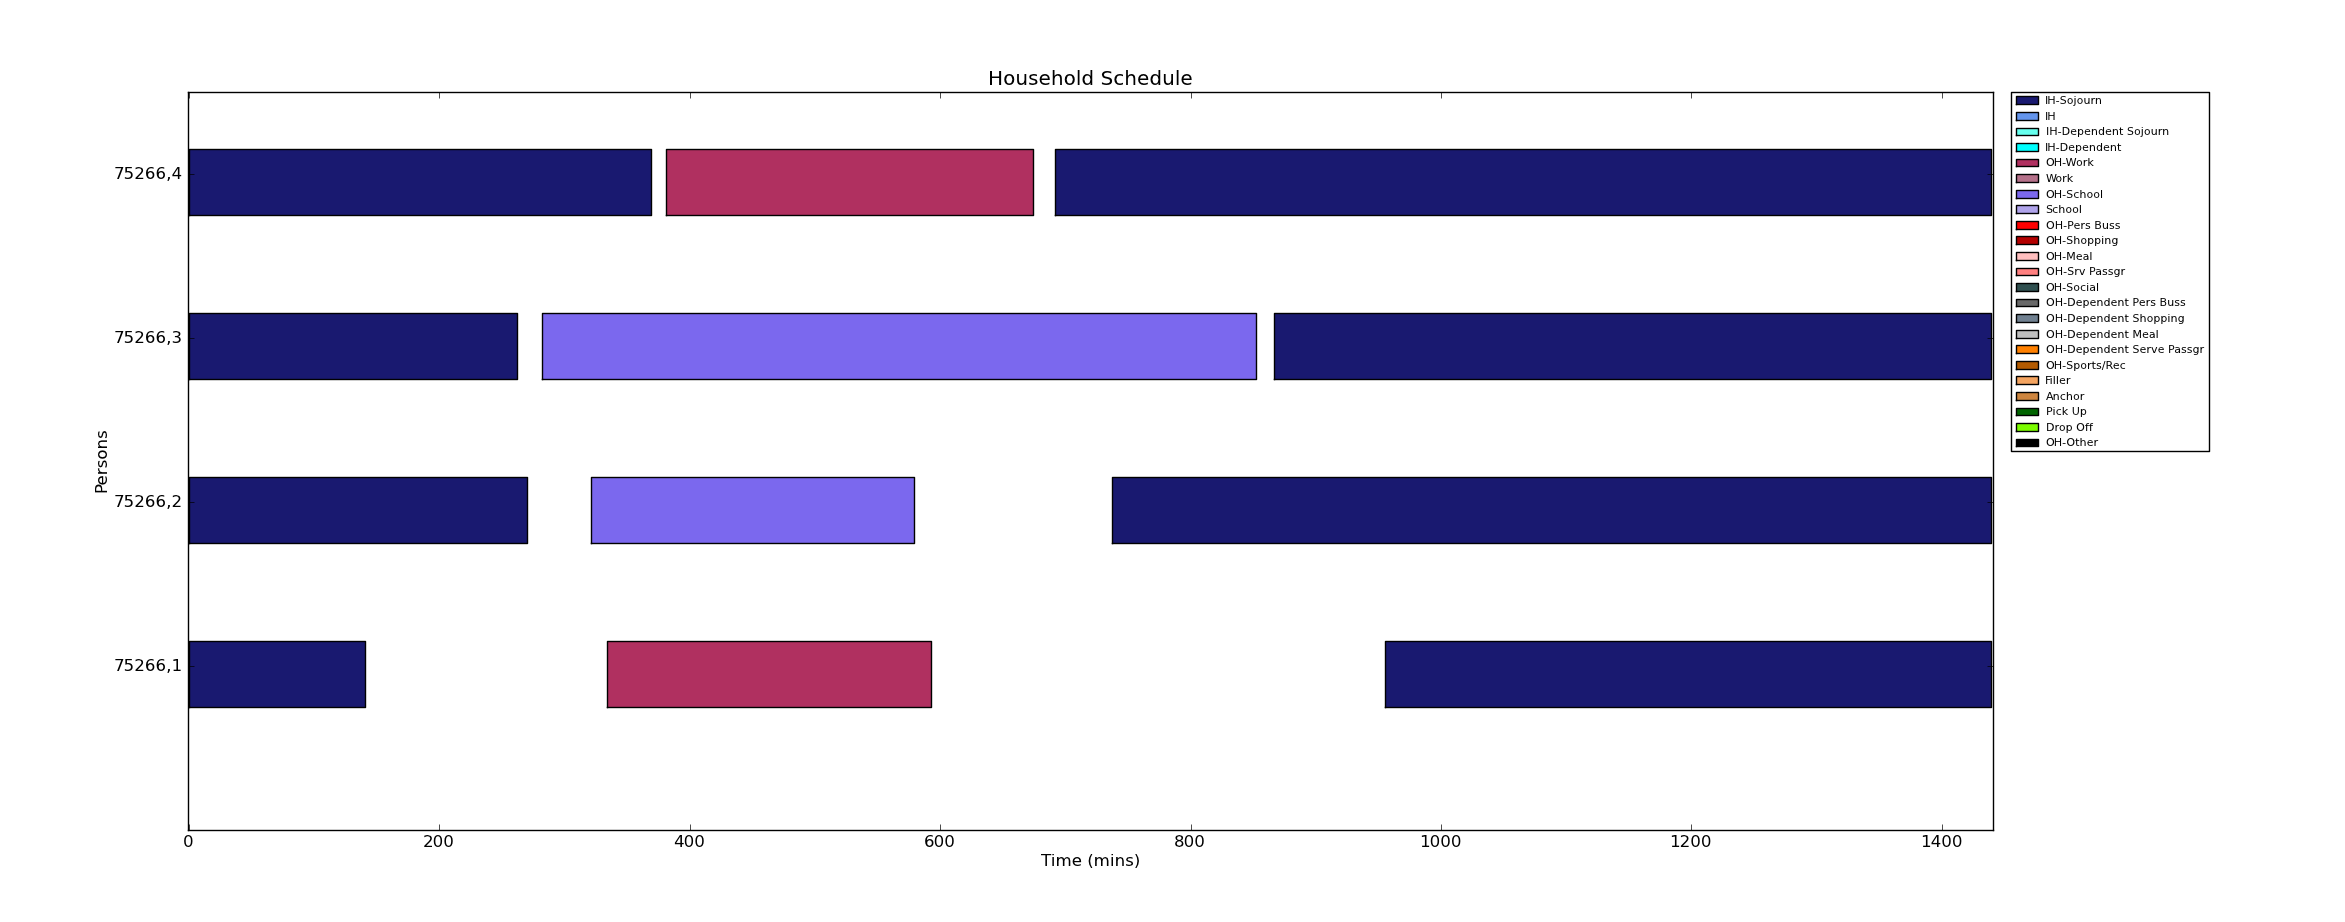 Household Schedule
75266,4
75266,3
75266,2
75266,1
Persons
0 200 400 600 800 1000 1200 1400
Time (mins)
IH-Sojourn
IH
IH-Dependent Sojourn
IH-Dependent
OH-Work
Work
OH-School
School
OH-Pers Buss
OH-Shopping
OH-Meal
OH-Srv Passgr
OH-Social
OH-Dependent Pers Buss
OH-Dependent Shopping
OH-Dependent Meal
OH-Dependent Serve Passgr
OH-Sports/Rec
Filler
Anchor
Pick Up
Drop Off
OH-Other